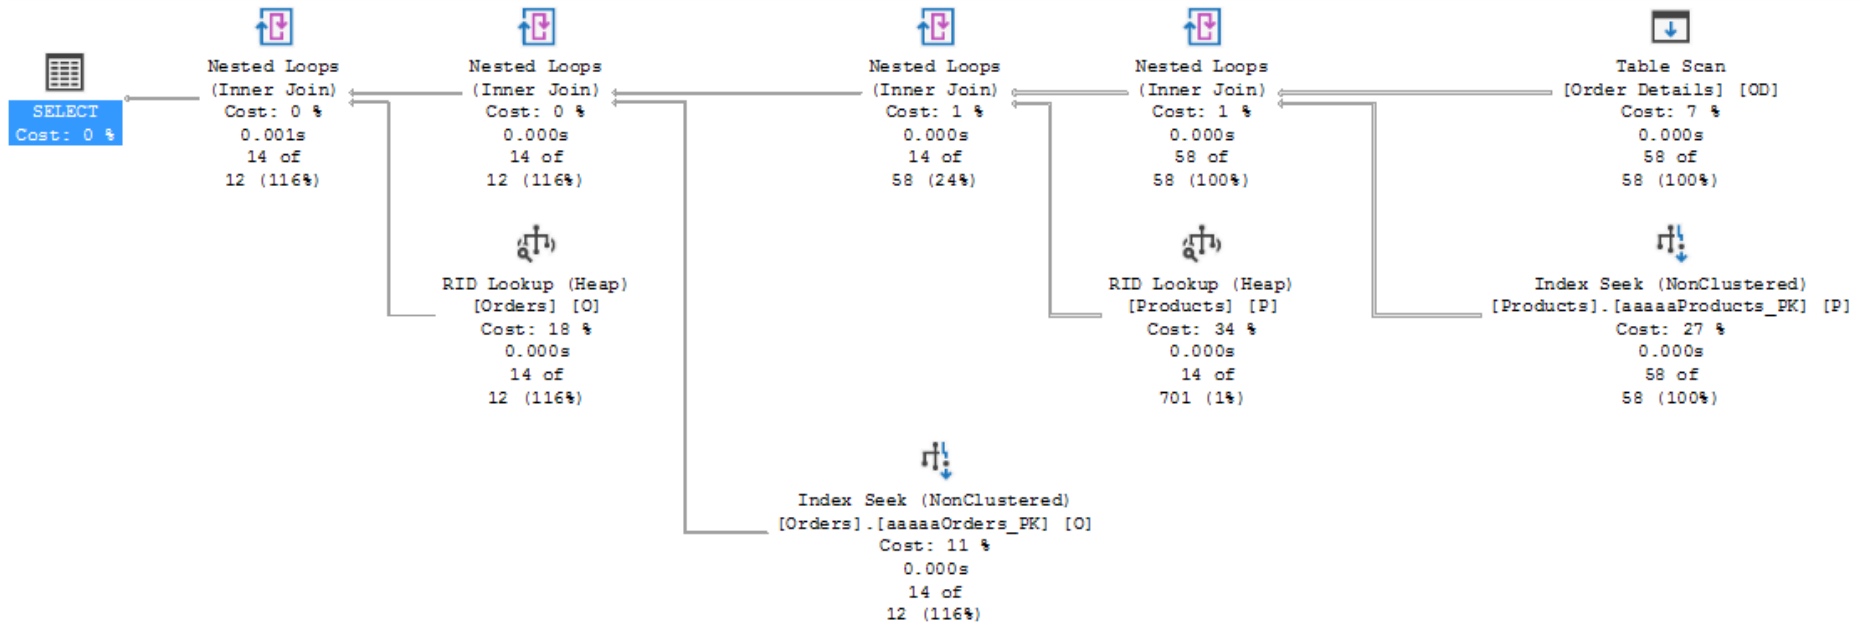 SELECT
Cost: 0 %
Nested Loops
(Inner Join)
Cost: 0 %
0.001s
14 of
12 (116%)
Nested Loops
(Inner Join)
Cost: 0 %
0.000s
14 of
12 (116%)
Nested Loops
(Inner Join)
Cost: 1 %
0.000s
14 of
58 (24%)
Nested Loops
(Inner Join)
Cost: 1 %
0.000s
58 of
58 (100%)
Table Scan
[Order Details] [OD]
Cost: 7 %
0.000s
58 of
58 (100%)
RID Lookup (Heap)
[Orders] [O]
Cost: 18 %
0.000s
14 of
12 (116%)
RID Lookup (Heap)
[Products] [P]
Cost: 34 %
0.000s
14 of
701 (1%)
Index Seek (NonClustered)
[Products].[aaaaaProducts_PK] [P]
Cost: 27 %
0.000s
58 of
58 (100%)
Index Seek (NonClustered)
[Orders].[aaaaaOrders_PK] [O]
Cost: 11 %
0.000s
14 of
12 (116%)